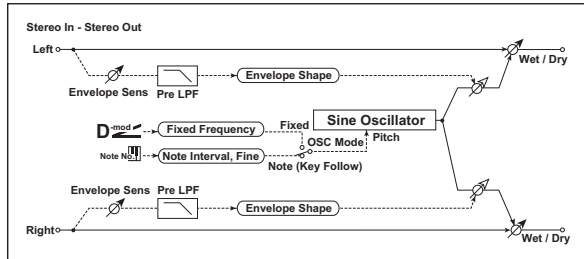 Stereo In - Stereo Out
Left
Wet / Dry
Envelope Sens
Pre LPF
Envelope Shape
D-mod
Fixed Frequency
Fixed
Sine Oscillator
OSC Mode
Pitch
Note No.
Note Interval, Fine
Note (Key Follow)
Envelope Sens
Pre LPF
Envelope Shape
Right
Wet / Dry